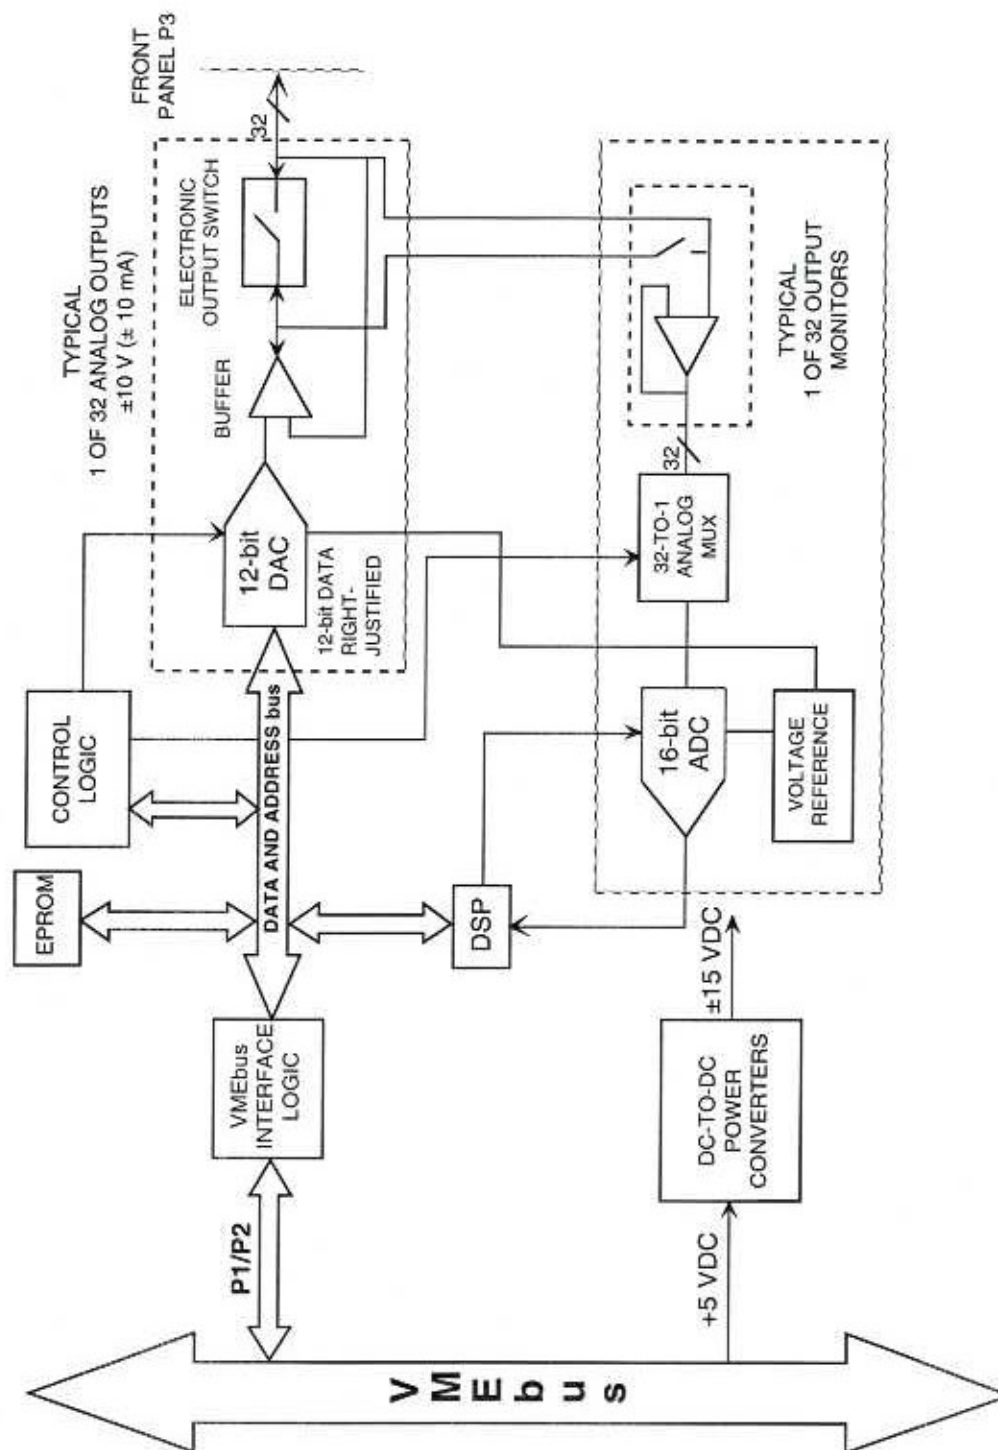 TYPICAL
1 OF 32 ANALOG OUTPUTS
±10 V (± 10 mA)
FRONT
PANEL P3
CONTROL
LOGIC
EPROM
BUFFER
ELECTRONIC
OUTPUT SWITCH
32
12-bit
DAC
12-bit DATA
RIGHT-
JUSTIFIED
DATA AND ADDRESS bus
VMEbus
INTERFACE
LOGIC
P1/P2
DSP
16-bit
ADC
32-TO-1
ANALOG
MUX
32
TYPICAL
1 OF 32 OUTPUT
MONITORS
VOLTAGE
REFERENCE
+5 VDC
DC-TO-DC
POWER
CONVERTERS
±15 VDC
VMEbus